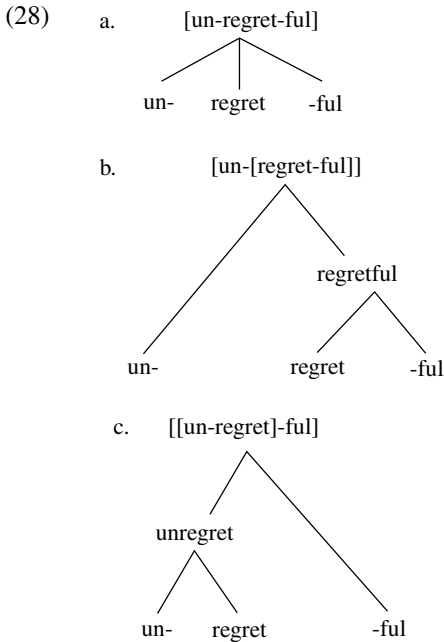 (28) a. [un-regret-ful]
un- regret -ful
b. [un-[regret-ful]]
regretful
un- regret -ful
c. [[un-regret]-ful]
unregret
un- regret -ful